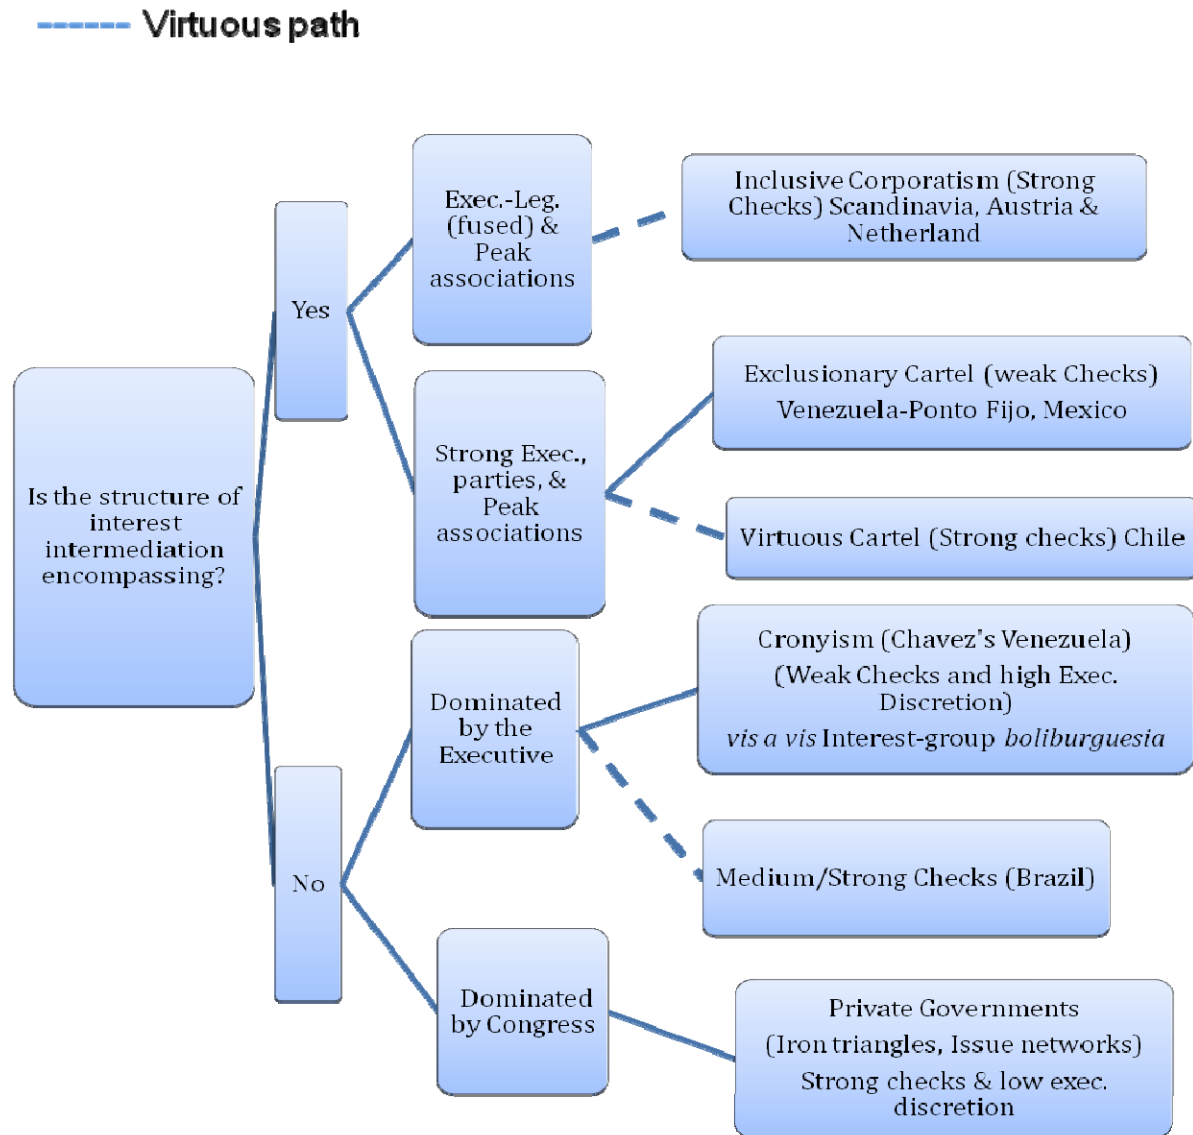 Virtuous path
Is the structure of
interest
intermediation
encompassing?
Yes
Exec.-Leg.
(fused) &
Peak
associations
Inclusive Corporatism (Strong
Checks) Scandinavia, Austria &
Netherland
Strong Exec.,
parties, &
Peak
associations
Exclusionary Cartel (weak Checks)
Venezuela-Ponto Fijo, Mexico
Virtuous Cartel (Strong checks) Chile
No
Dominated
by the
Executive
Cronyism (Chavez's Venezuela)
(Weak Checks and high Exec.
Discretion)
vis a vis Interest-group boliburguesia
Medium/Strong Checks (Brazil)
Dominated
by Congress
Private Governments
(Iron triangles, Issue networks)
Strong checks & low exec.
discretion